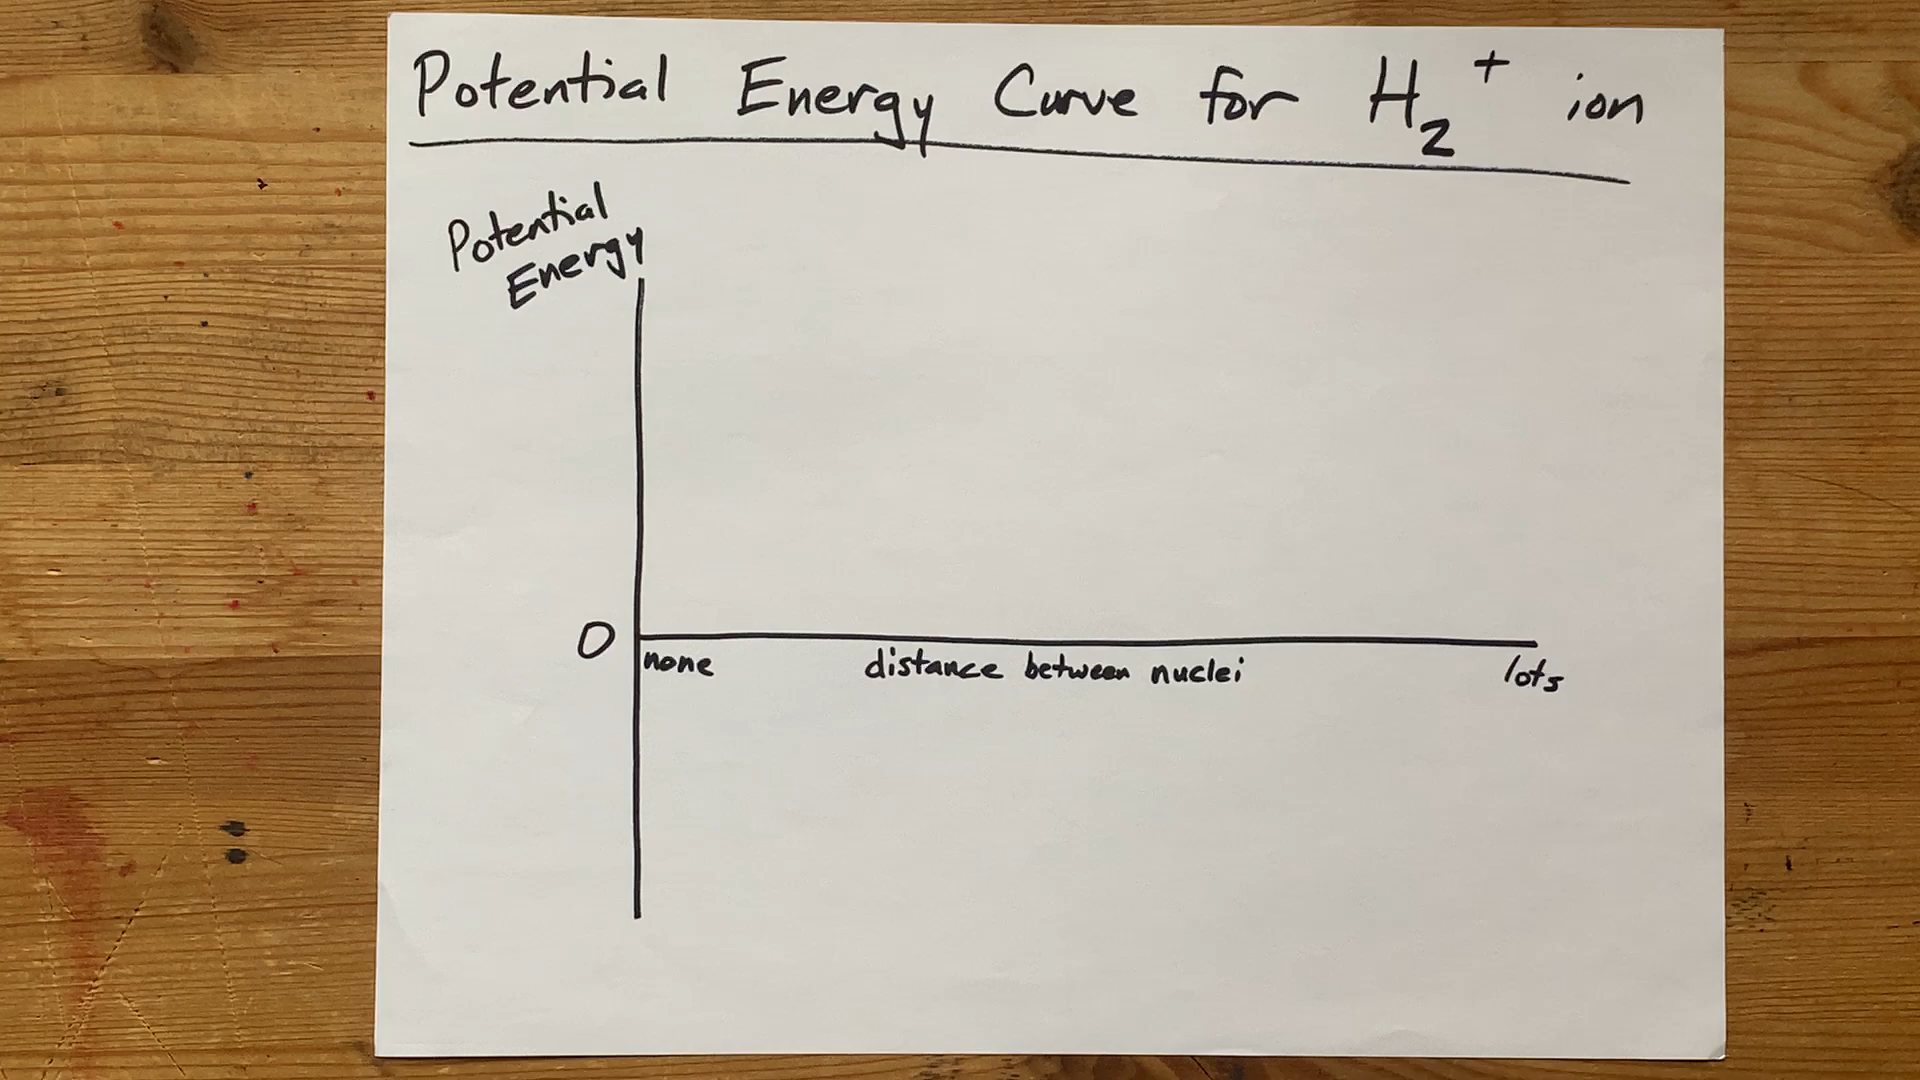 Potential Energy Curve for H₂⁺ ion
Potential
Energy
0
none distance between nuclei lots